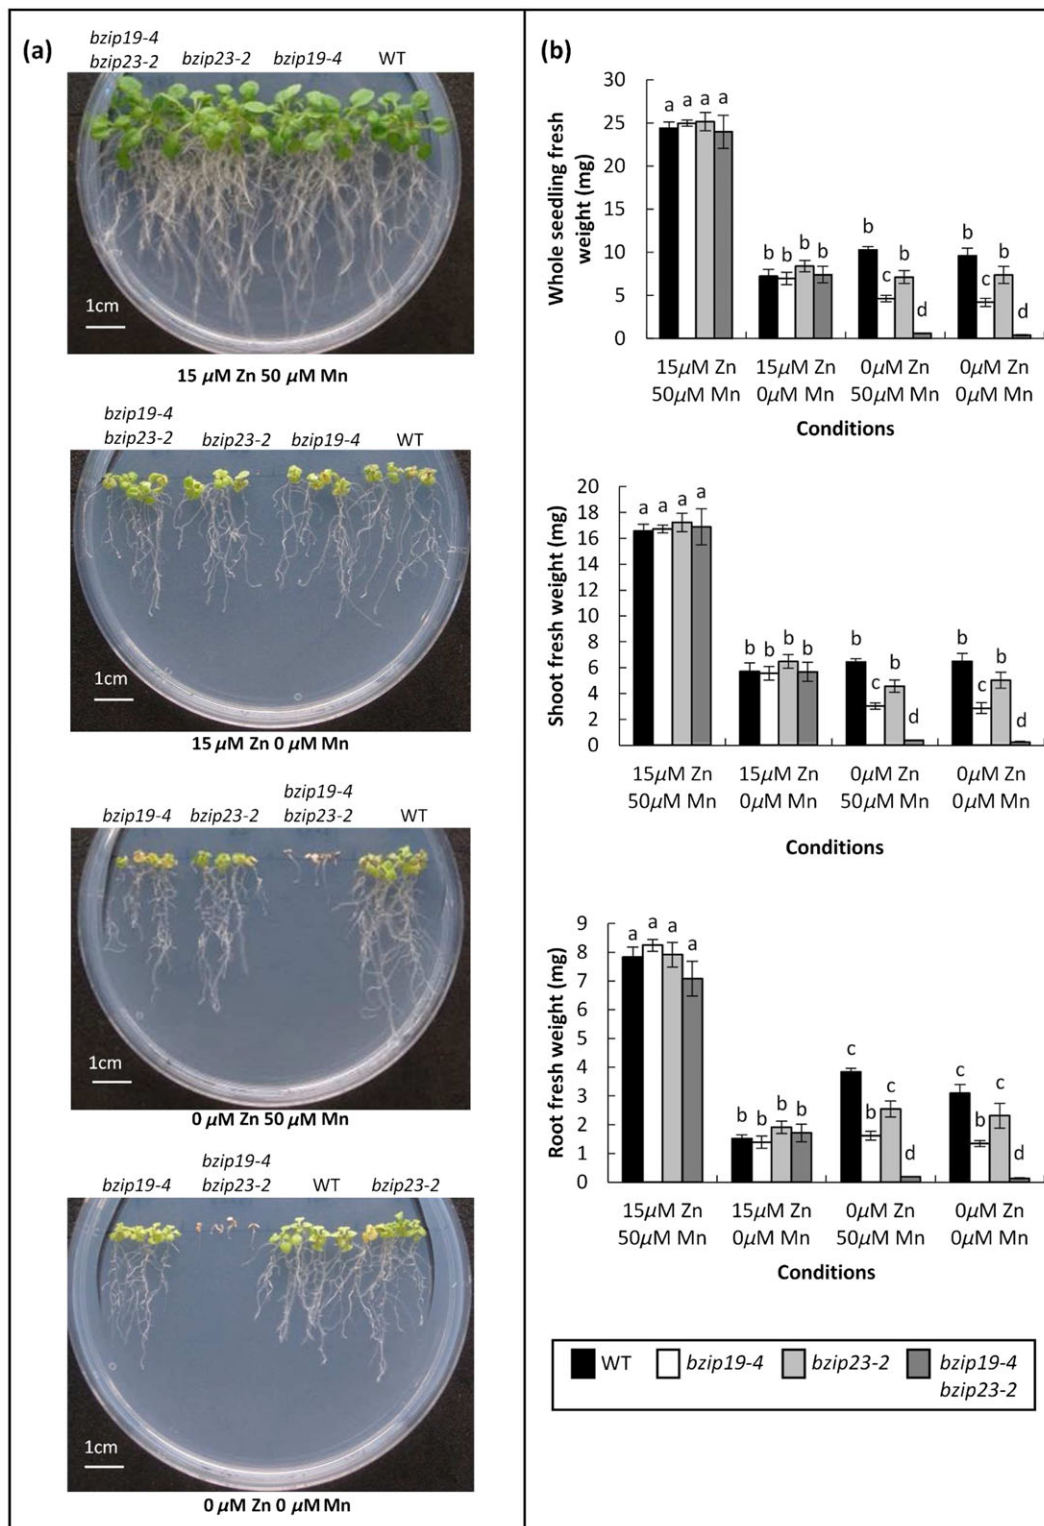 (a)
bzip19-4
bzip23-2 bzip23-2 bzip19-4 WT
1cm
15 µM Zn 50 µM Mn
bzip19-4
bzip23-2 bzip23-2 bzip19-4 WT
1cm
15 µM Zn 0 µM Mn
bzip19-4
bzip19-4 bzip23-2 bzip23-2 WT
1cm
0 µM Zn 50 µM Mn
bzip19-4
bzip19-4 bzip23-2 WT bzip23-2
1cm
0 µM Zn 0 µM Mn
(b)
Whole seedling fresh
weight (mg)
30
25
20
15
10
5
0
a a a a
b b b b
b c b d
b c b d
15µM Zn 15µM Zn 0µM Zn 0µM Zn
50µM Mn 0µM Mn 50µM Mn 0µM Mn
Conditions
Shoot fresh weight (mg)
20
18
16
14
12
10
8
6
4
2
0
a a a a
b b b b
b c b d
b c b d
15µM Zn 15µM Zn 0µM Zn 0µM Zn
50µM Mn 0µM Mn 50µM Mn 0µM Mn
Conditions
Root fresh weight (mg)
9
8
7
6
5
4
3
2
1
0
a a a a
b b b b
c b c d
c b c d
15µM Zn 15µM Zn 0µM Zn 0µM Zn
50µM Mn 0µM Mn 50µM Mn 0µM Mn
Conditions
WT bzip19-4 bzip23-2 bzip19-4
bzip23-2